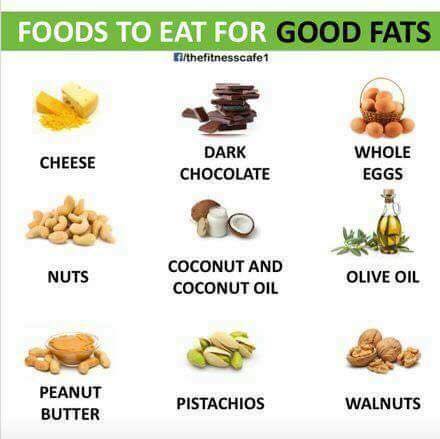 FOODS TO EAT FOR GOOD FATS
f/thefitnesscafe1
CHEESE
DARK
CHOCOLATE
WHOLE
EGGS
NUTS
COCONUT AND
COCONUT OIL
OLIVE OIL
PEANUT
BUTTER
PISTACHIOS
WALNUTS